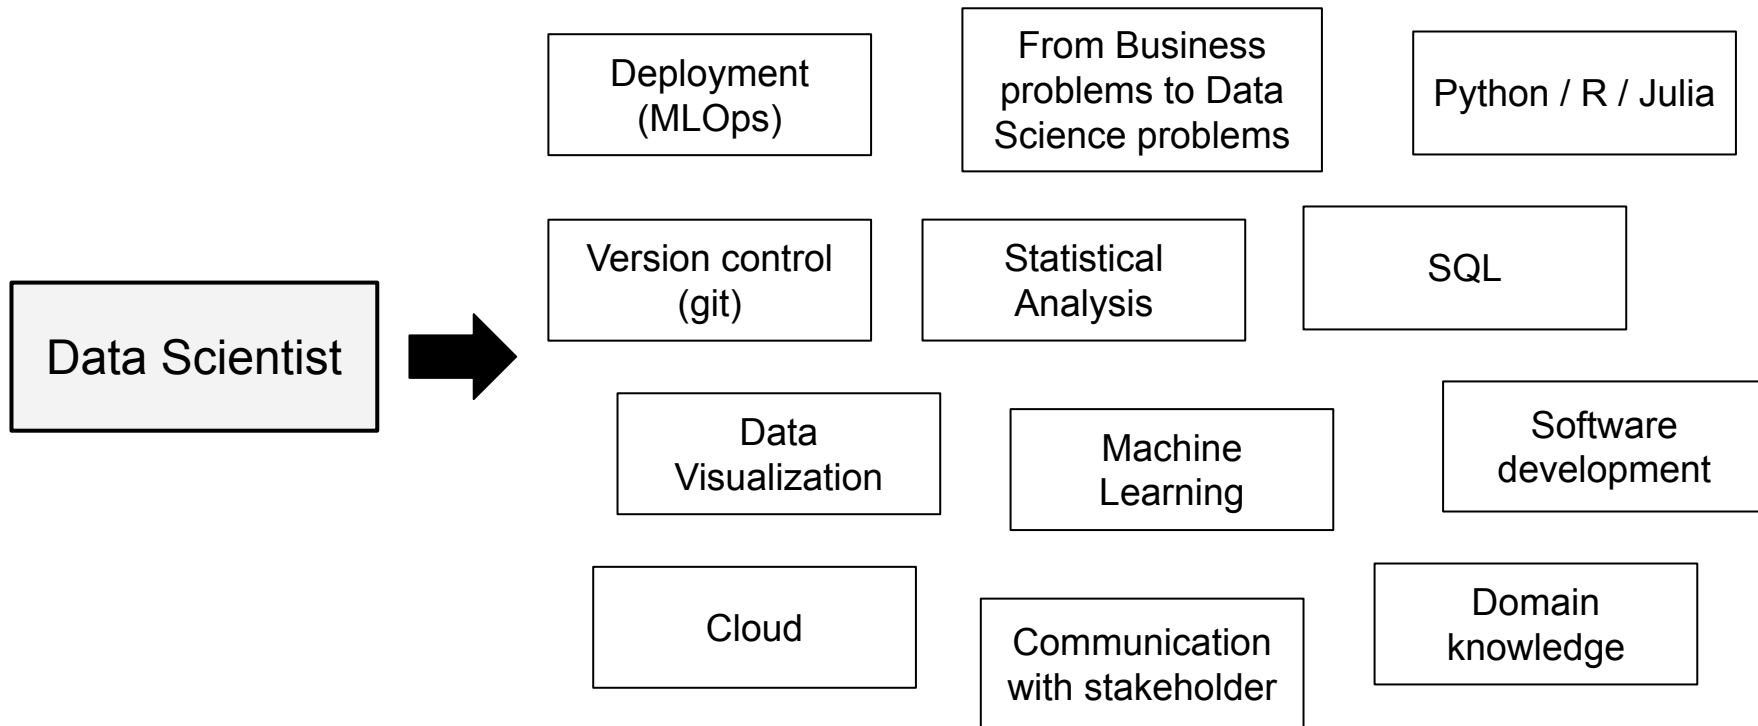 Data Scientist
Deployment
(MLOps)
From Business
problems to Data
Science problems
Python / R / Julia
Version control
(git)
Statistical
Analysis
SQL
Data
Visualization
Machine
Learning
Software
development
Cloud
Communication
with stakeholder
Domain
knowledge